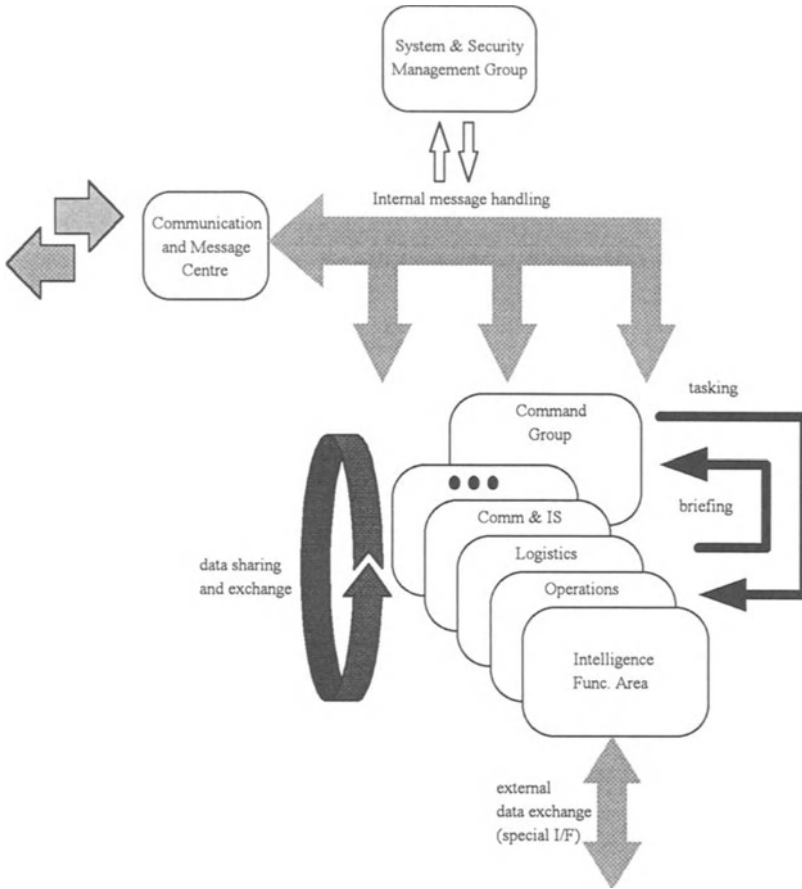 System & Security
Management Group
Internal message handling
Communication
and Message
Centre
tasking
Command
Group
briefing
Comm & IS
Logistics
data sharing
and exchange
Operations
Intelligence
Func. Area
external
data exchange
(special I/F)